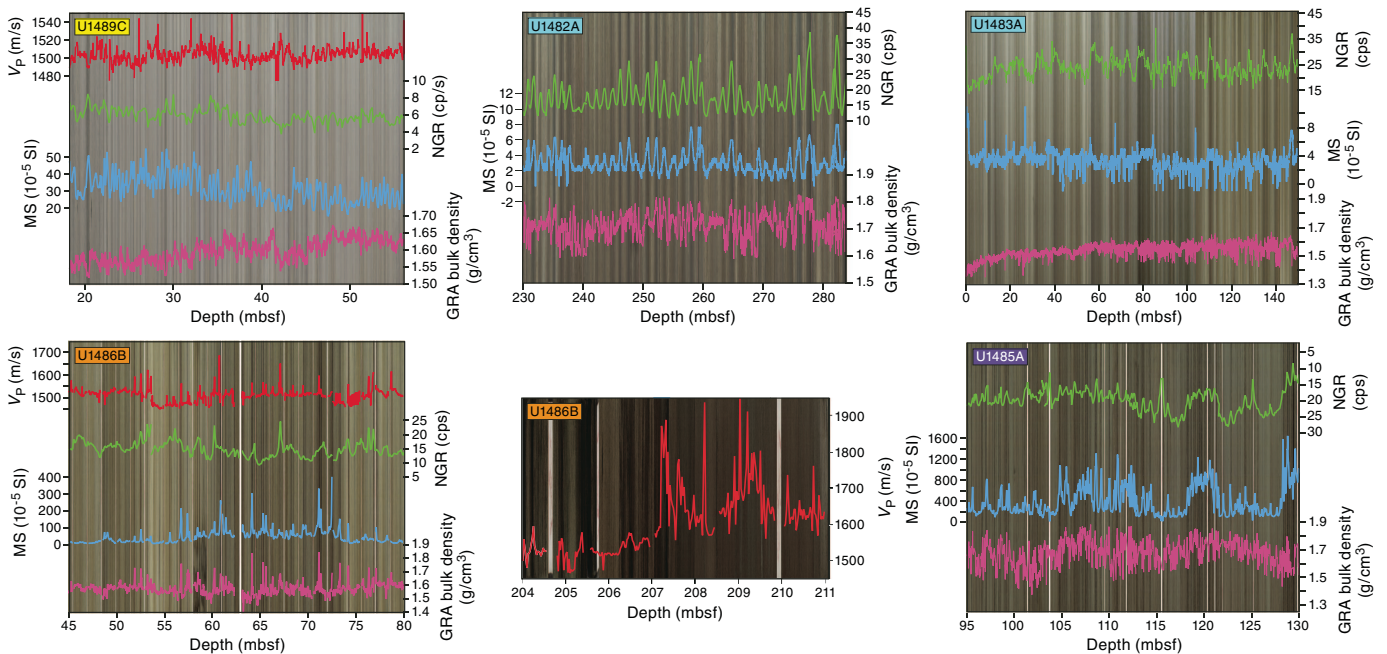 U1489C
V_P (m/s)
1540
1520
1500
1480
NGR (cp/s)
10
8
6
4
2
MS (10⁻⁵ SI)
50
40
30
20
GRA bulk density
(g/cm³)
1.70
1.65
1.60
1.55
1.50
20 30 40 50
Depth (mbsf)
U1482A
NGR (cps)
45
40
35
30
25
20
15
10
MS (10⁻⁵ SI)
12
10
8
6
4
2
0
-2
GRA bulk density
(g/cm³)
1.9
1.8
1.7
1.6
1.5
230 240 250 260 270 280
Depth (mbsf)
U1483A
NGR
(cps)
45
35
25
15
MS
(10⁻⁵ SI)
8
4
0
GRA bulk density
(g/cm³)
1.9
1.7
1.5
1.3
0 20 40 60 80 100 120 140
Depth (mbsf)
U1486B
V_P (m/s)
1700
1600
1500
NGR (cps)
25
20
15
10
5
MS (10⁻⁵ SI)
400
300
200
100
0
GRA bulk density
(g/cm³)
1.9
1.8
1.7
1.6
1.5
1.4
45 50 55 60 65 70 75 80
Depth (mbsf)
U1486B
V_P (m/s)
1900
1800
1700
1600
1500
204 205 206 207 208 209 210 211
Depth (mbsf)
U1485A
NGR
(cps)
5
10
15
20
25
30
MS (10⁻⁵ SI)
1600
1200
800
400
0
GRA bulk density
(g/cm³)
1.9
1.7
1.5
1.3
95 100 105 110 115 120 125 130
Depth (mbsf)